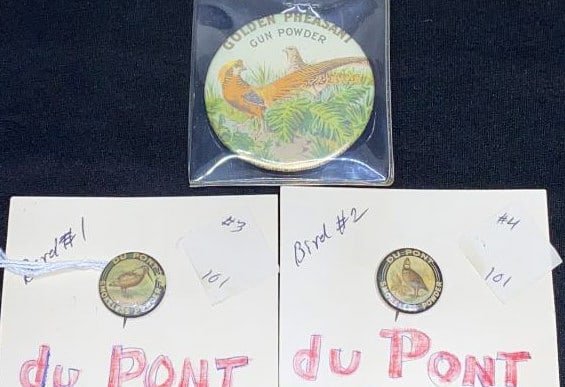 GOLDEN PHEASANT
GUN POWDER
Bird #1
#3
101
DU PONT
SMOKELESS POWDER
du PONT
Bird #2
#4
101
DU PONT
SMOKELESS POWDER
du PONT